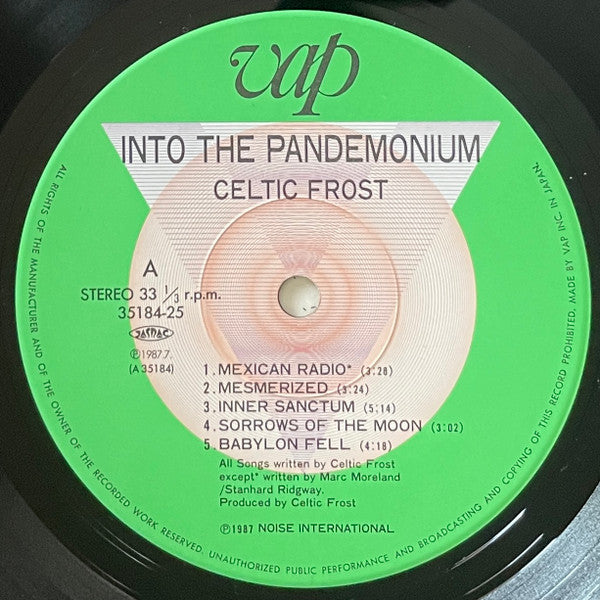 vap
INTO THE PANDEMONIUM
CELTIC FROST
A
STEREO 33 1/3 r.p.m.
35184-25
JASRAC
Ⓟ1987.7.
(A 35184)
1. MEXICAN RADIO* (3:28)
2. MESMERIZED (3:24)
3. INNER SANCTUM (5:14)
4. SORROWS OF THE MOON (3:02)
5. BABYLON FELL (4:18)
All Songs written by Celtic Frost
except* written by Marc Moreland
/Stanhard Ridgway.
Produced by Celtic Frost
Ⓟ©1987 NOISE INTERNATIONAL
ALL RIGHTS OF THE MANUFACTURER AND OF THE OWNER OF THE RECORDED WORK RESERVED. UNAUTHORIZED PUBLIC PERFORMANCE AND BROADCASTING AND COPYING OF THIS RECORD PROHIBITED. MADE BY VAP INC. IN JAPAN.